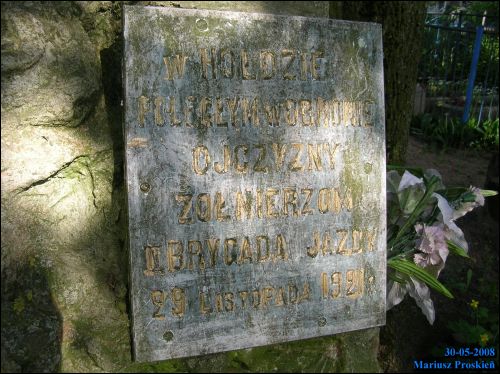 W HOŁDZIE
POLEGŁYM W OBRONIE
OJCZYZNY
ŻOŁNIERZOM
II BRYGADA JAZDY
29 LISTOPADA 1921 r
30-05-2008
Mariusz Proskień